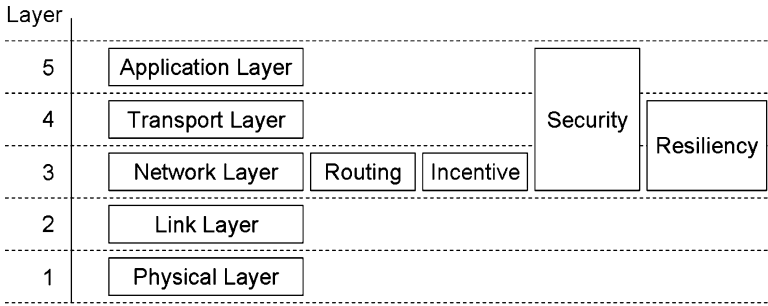 Layer
5 Application Layer
4 Transport Layer Security
Resiliency
3 Network Layer Routing Incentive
2 Link Layer
1 Physical Layer